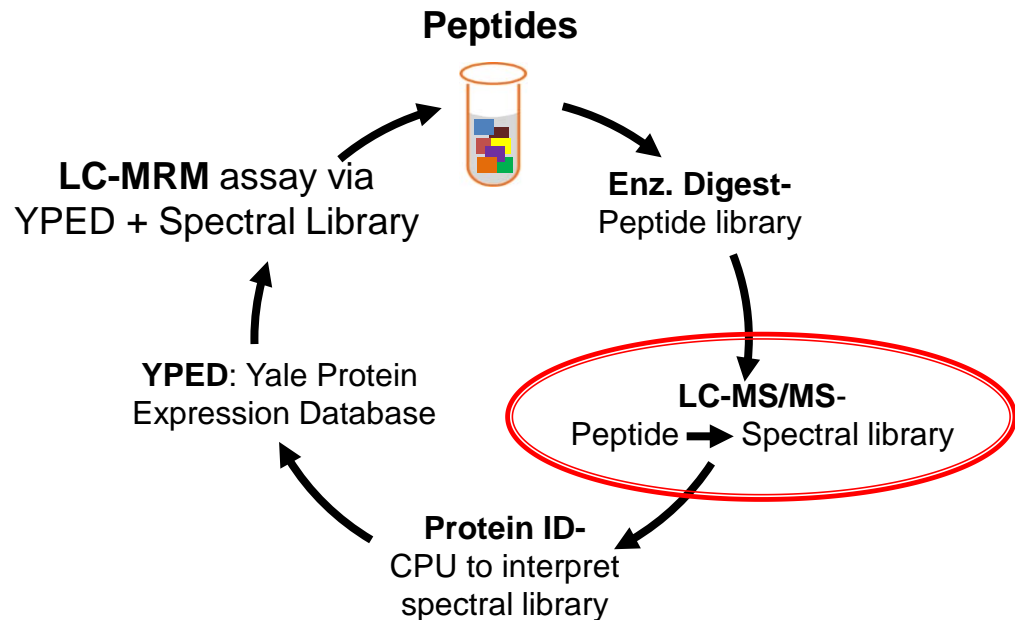 Peptides
Enz. Digest-
Peptide library
LC-MS/MS-
Peptide Spectral library
Protein ID-
CPU to interpret
spectral library
YPED: Yale Protein
Expression Database
LC-MRM assay via
YPED + Spectral Library